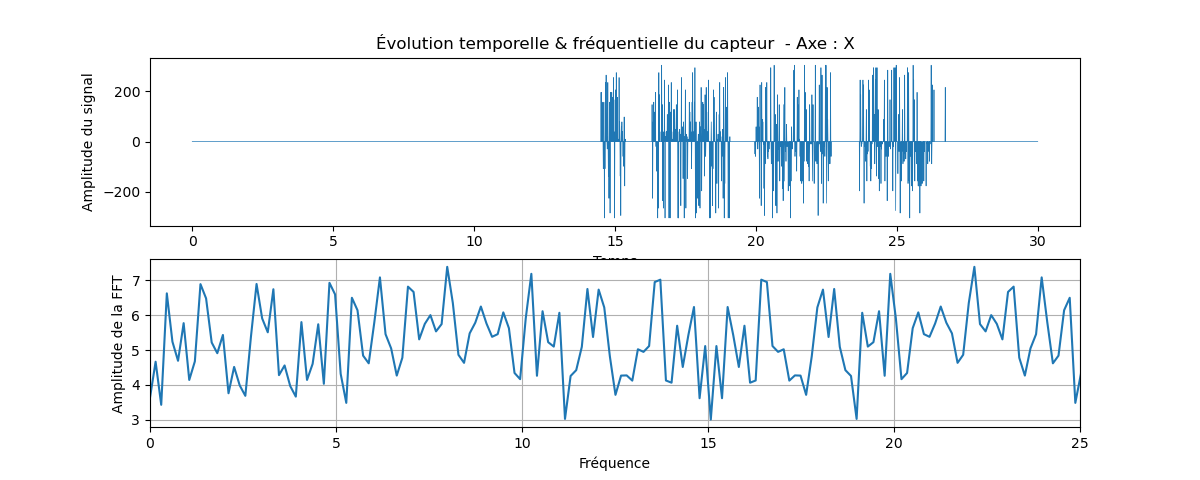 Évolution temporelle & fréquentielle du capteur - Axe : X
Amplitude du signal
200
0
−200
0 5 10 15 20 25 30
Temps
Amplitude de la FFT
7
6
5
4
3
0 5 10 15 20 25
Fréquence